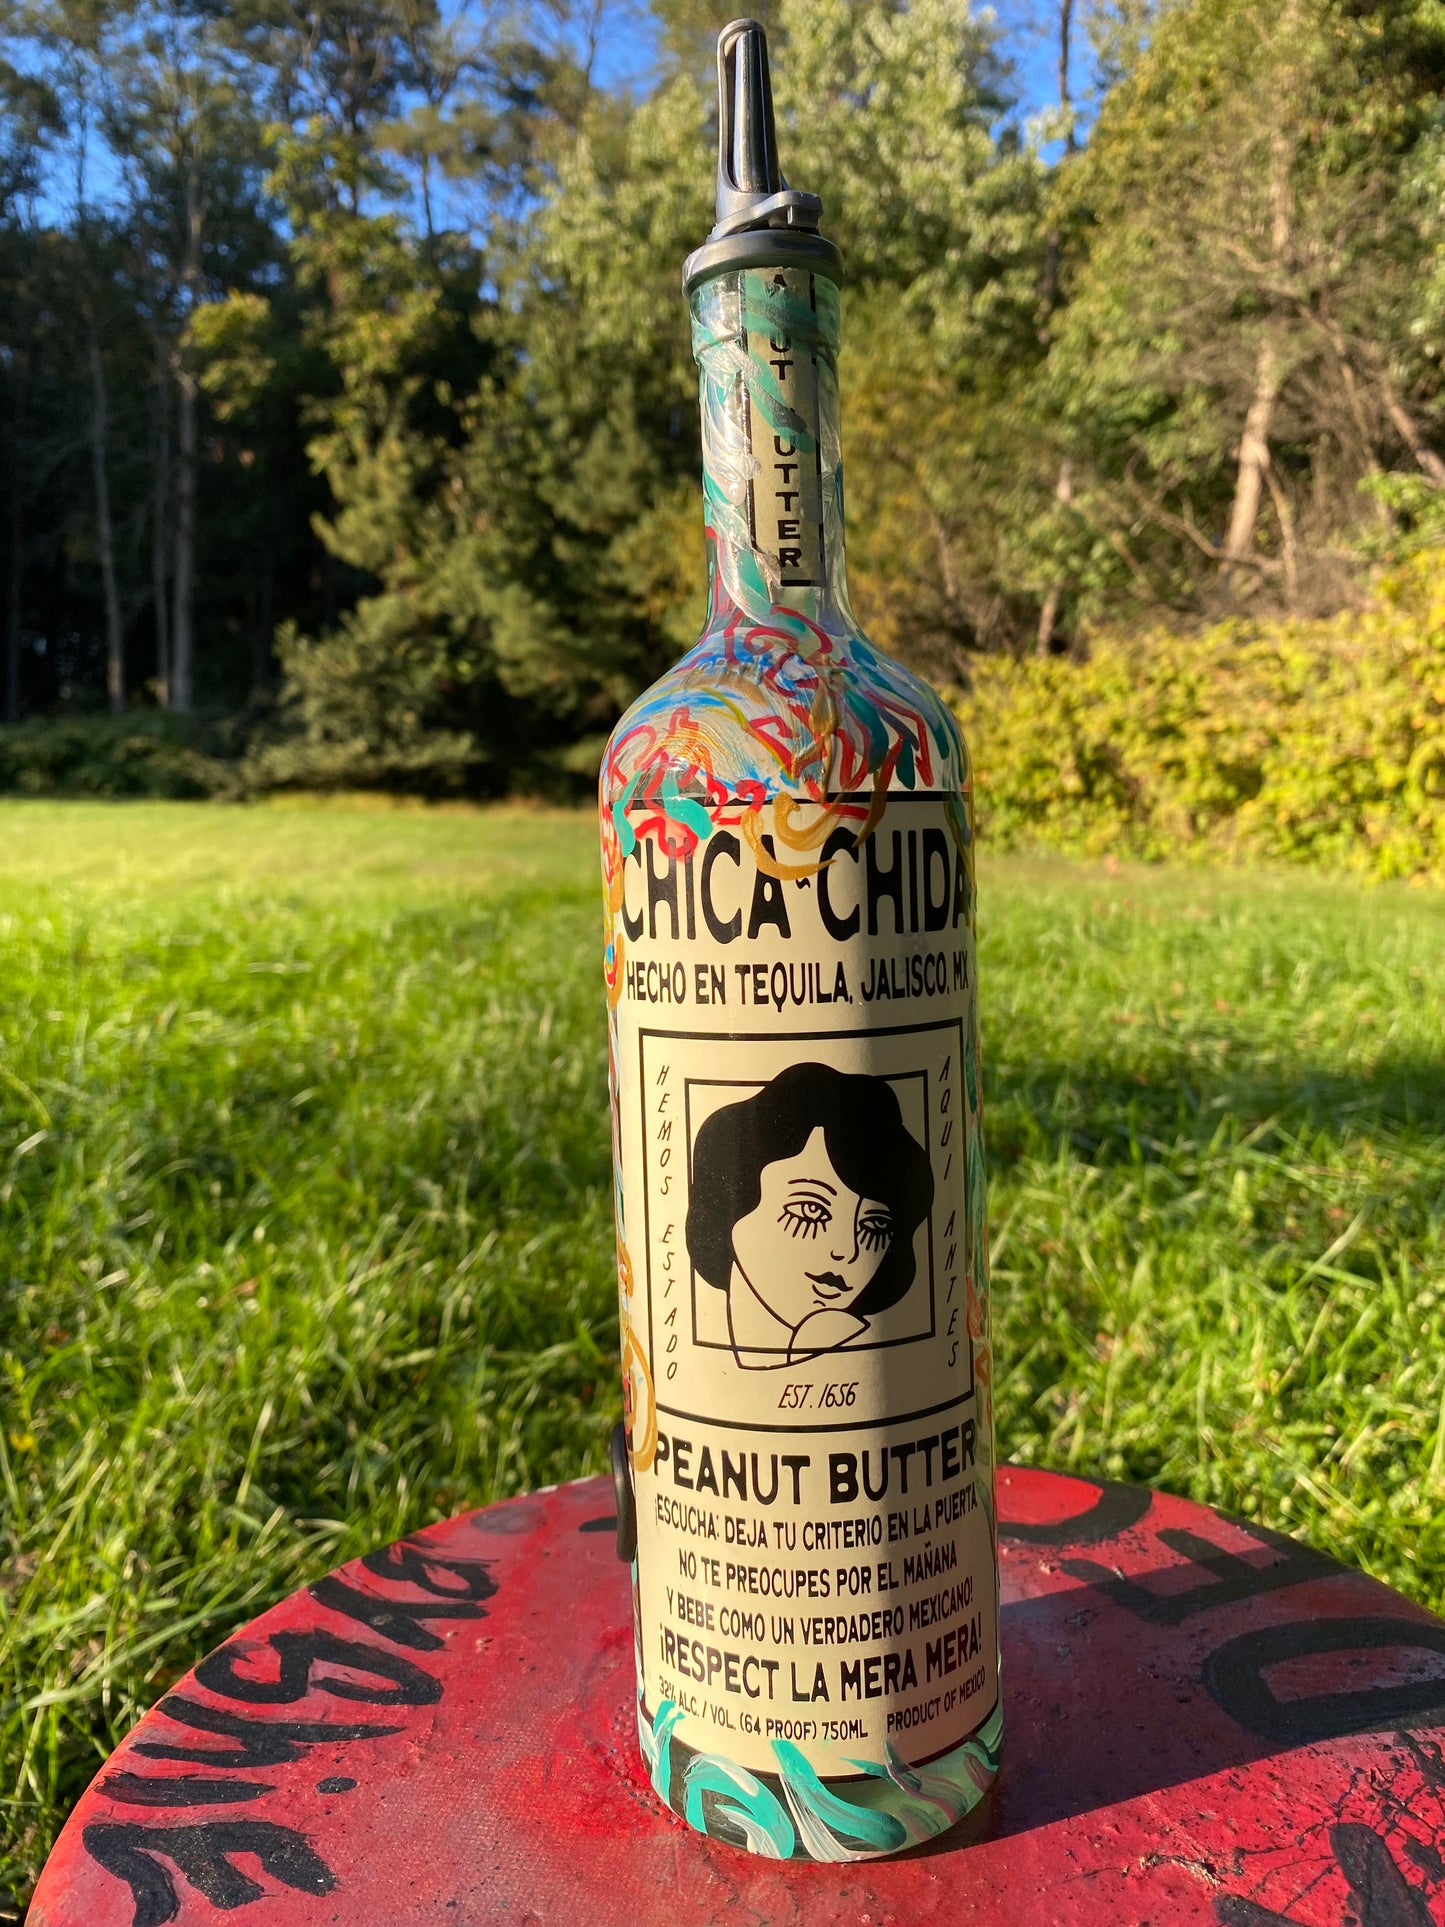 UTTER
CHICA~CHIDA
HECHO EN TEQUILA, JALISCO, MX
HEMOS ESTADO
AQUI ANTES
EST. 1656
PEANUT BUTTER
¡ESCUCHA: DEJA TU CRITERIO EN LA PUERTA,
NO TE PREOCUPES POR EL MAÑANA
Y BEBE COMO UN VERDADERO MEXICANO!
¡RESPECT LA MERA MERA!
32% ALC. / VOL. (64 PROOF) 750ML PRODUCT OF MEXICO